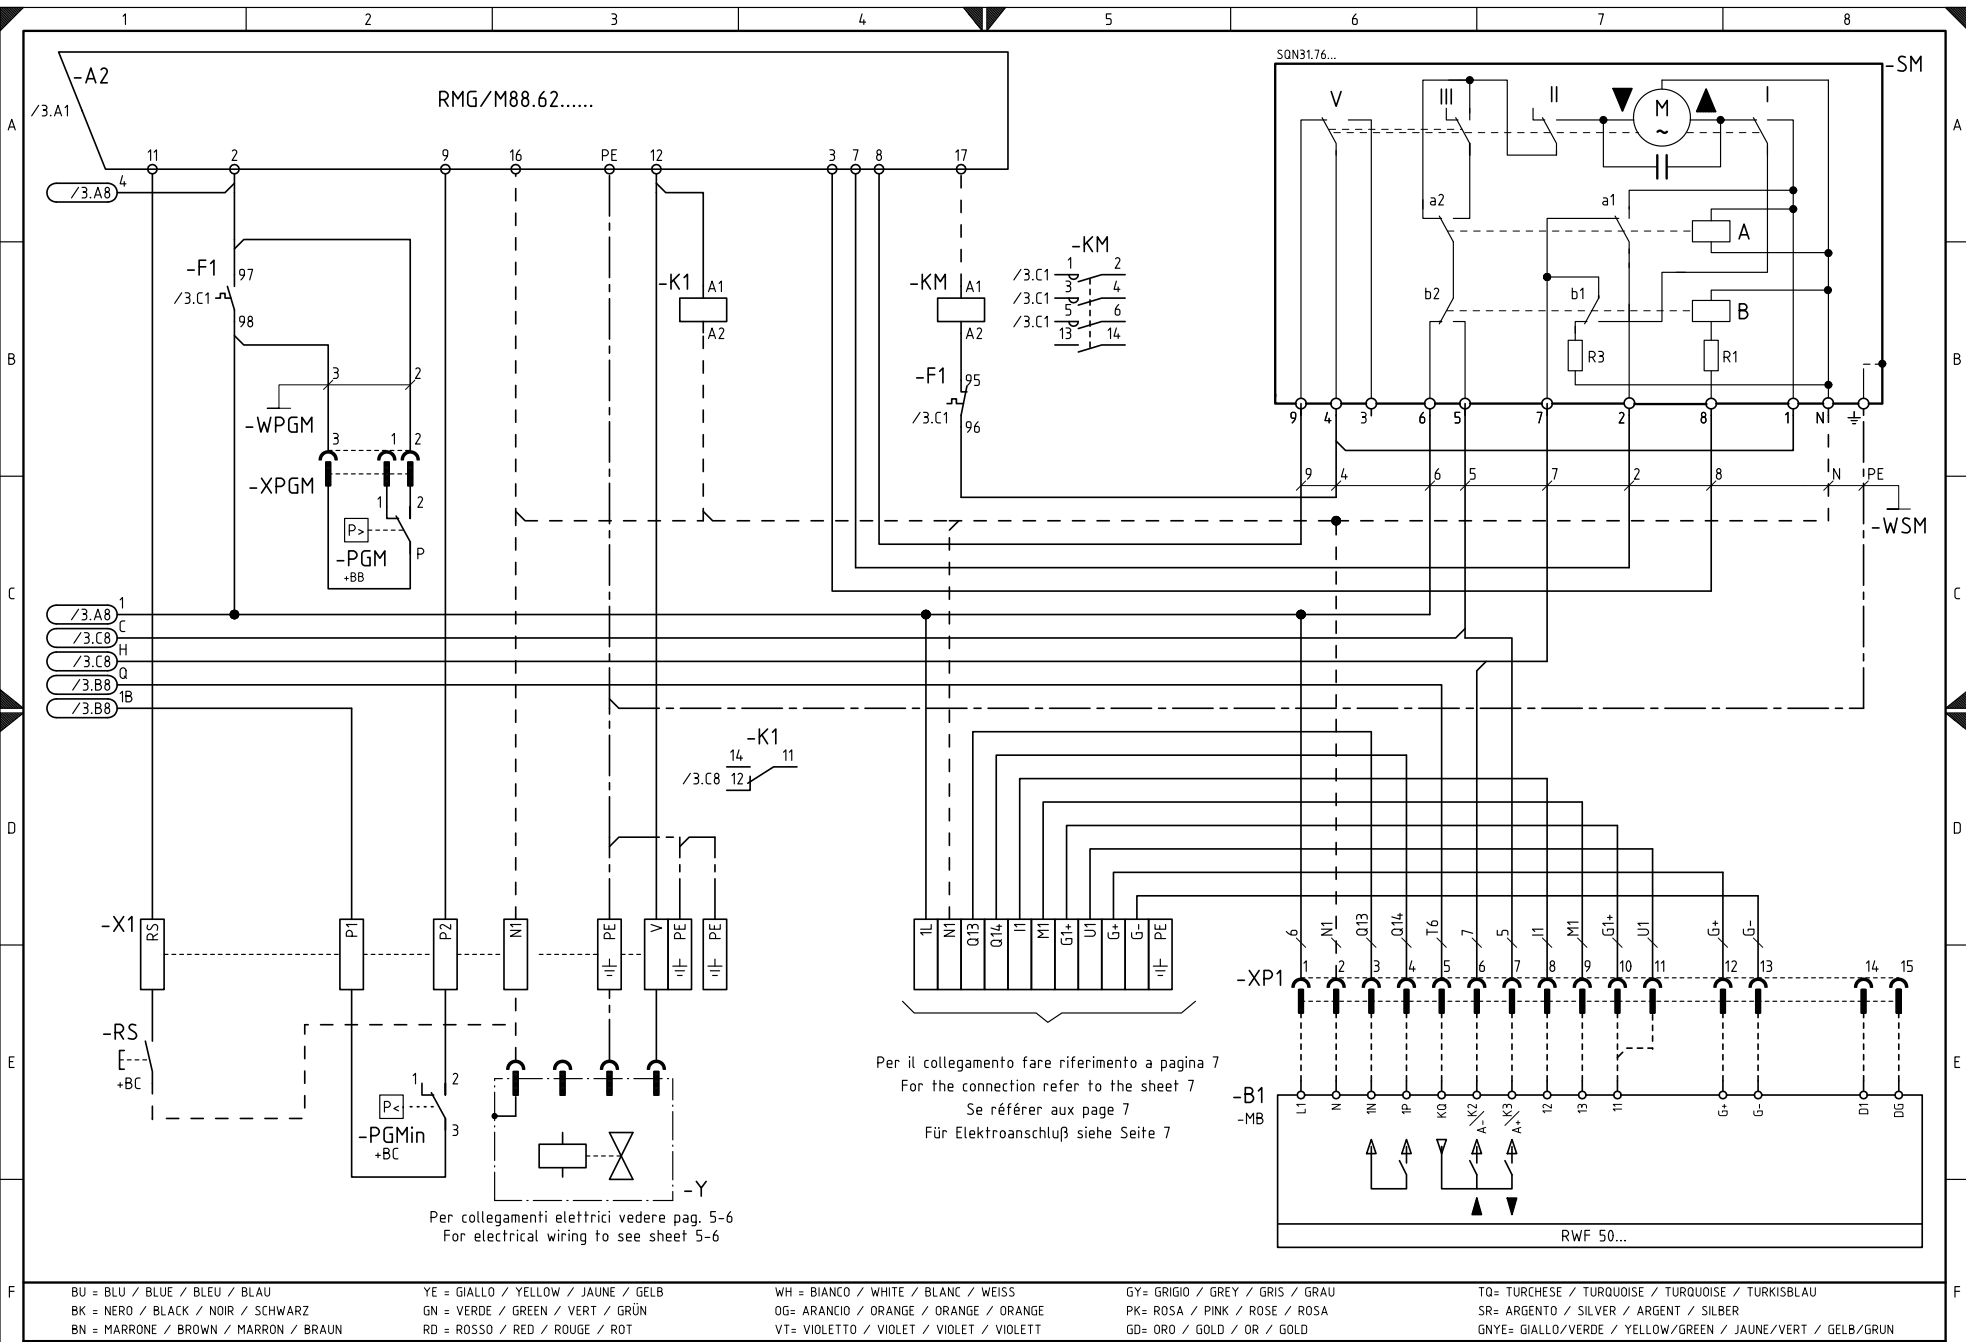 1 2 3 4 5 6 7 8
SQN31.76...
-A2
-SM
RMG/M88.62......
/3.A1
V III II M ~ I
A A
11 2 9 16 PE 12 3 7 8 17
/3.A8 4
a2 a1
A
-KM
1 2
-F1 97
/3.C1
-K1 A1
-KM A1
/3.C1 3 4
/3.C1 5 6
/3.C1
13 14
b2 b1
B
98
A2
A2
B B
R3 R1
3 2
-F1 95
/3.C1
96
-WPGM
9 4 3 6 5 7 2 8 1 N
3 1 2
-XPGM
9 4 6 5 7 2 8 N PE
1 2
P>
-WSM
-PGM P
+BB
C C
/3.A8 1
/3.C8 C
/3.C8 H
/3.B8 Q
/3.B8 1B
-K1
14 11
/3.C8 12
D D
-X1 RS P1 P2 N1 PE V PE PE
1L N1 Q13 Q14 I1 M1 G1+ U1 G+ G- PE
6 N1 Q13 Q14 T6 7 5 I1 M1 G1+ U1 G+ G-
-XP1 1 2 3 4 5 6 7 8 9 10 11 12 13 14 15
-RS
E
+BC
E E
Per il collegamento fare riferimento a pagina 7
For the connection refer to the sheet 7
Se référer aux page 7
Für Elektroanschluß siehe Seite 7
1 2
P<
-PGMin 3
+BC
-B1
-MB
L1 N 1N 1P KQ K2 A- K3 A+ 12 13 11 G+ G- D1 DG
-Y
Per collegamenti elettrici vedere pag. 5-6
For electrical wiring to see sheet 5-6
RWF 50...
F F
BU = BLU / BLUE / BLEU / BLAU
YE = GIALLO / YELLOW / JAUNE / GELB
WH = BIANCO / WHITE / BLANC / WEISS
GY= GRIGIO / GREY / GRIS / GRAU
TQ= TURCHESE / TURQUOISE / TURQUOISE / TURKISBLAU
BK = NERO / BLACK / NOIR / SCHWARZ
GN = VERDE / GREEN / VERT / GRÜN
OG= ARANCIO / ORANGE / ORANGE / ORANGE
PK= ROSA / PINK / ROSE / ROSA
SR= ARGENTO / SILVER / ARGENT / SILBER
BN = MARRONE / BROWN / MARRON / BRAUN
RD = ROSSO / RED / ROUGE / ROT
VT= VIOLETTO / VIOLET / VIOLET / VIOLETT
GD= ORO / GOLD / OR / GOLD
GNYE= GIALLO/VERDE / YELLOW/GREEN / JAUNE/VERT / GELB/GRUN